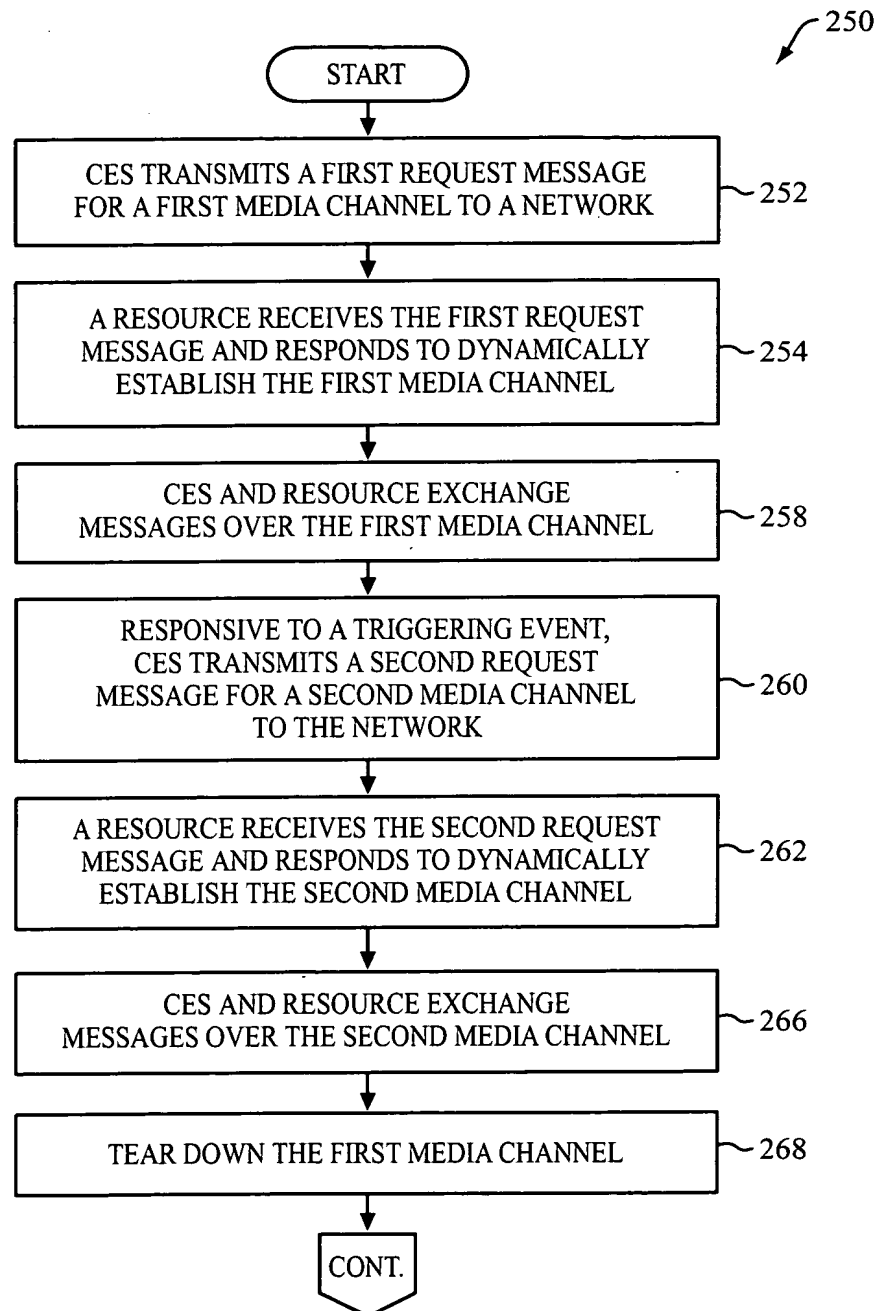 250
START
CES TRANSMITS A FIRST REQUEST MESSAGE
FOR A FIRST MEDIA CHANNEL TO A NETWORK
252
A RESOURCE RECEIVES THE FIRST REQUEST
MESSAGE AND RESPONDS TO DYNAMICALLY
ESTABLISH THE FIRST MEDIA CHANNEL
254
CES AND RESOURCE EXCHANGE
MESSAGES OVER THE FIRST MEDIA CHANNEL
258
RESPONSIVE TO A TRIGGERING EVENT,
CES TRANSMITS A SECOND REQUEST
MESSAGE FOR A SECOND MEDIA CHANNEL
TO THE NETWORK
260
A RESOURCE RECEIVES THE SECOND REQUEST
MESSAGE AND RESPONDS TO DYNAMICALLY
ESTABLISH THE SECOND MEDIA CHANNEL
262
CES AND RESOURCE EXCHANGE
MESSAGES OVER THE SECOND MEDIA CHANNEL
266
TEAR DOWN THE FIRST MEDIA CHANNEL
268
CONT.